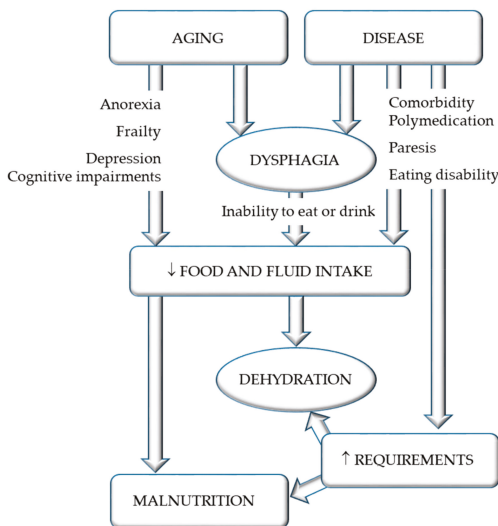 AGING
DISEASE
Anorexia
Frailty
Depression
Cognitive impairments
Comorbidity
Polymedication
Paresis
Eating disability
DYSPHAGIA
Inability to eat or drink
↓ FOOD AND FLUID INTAKE
DEHYDRATION
↑ REQUIREMENTS
MALNUTRITION